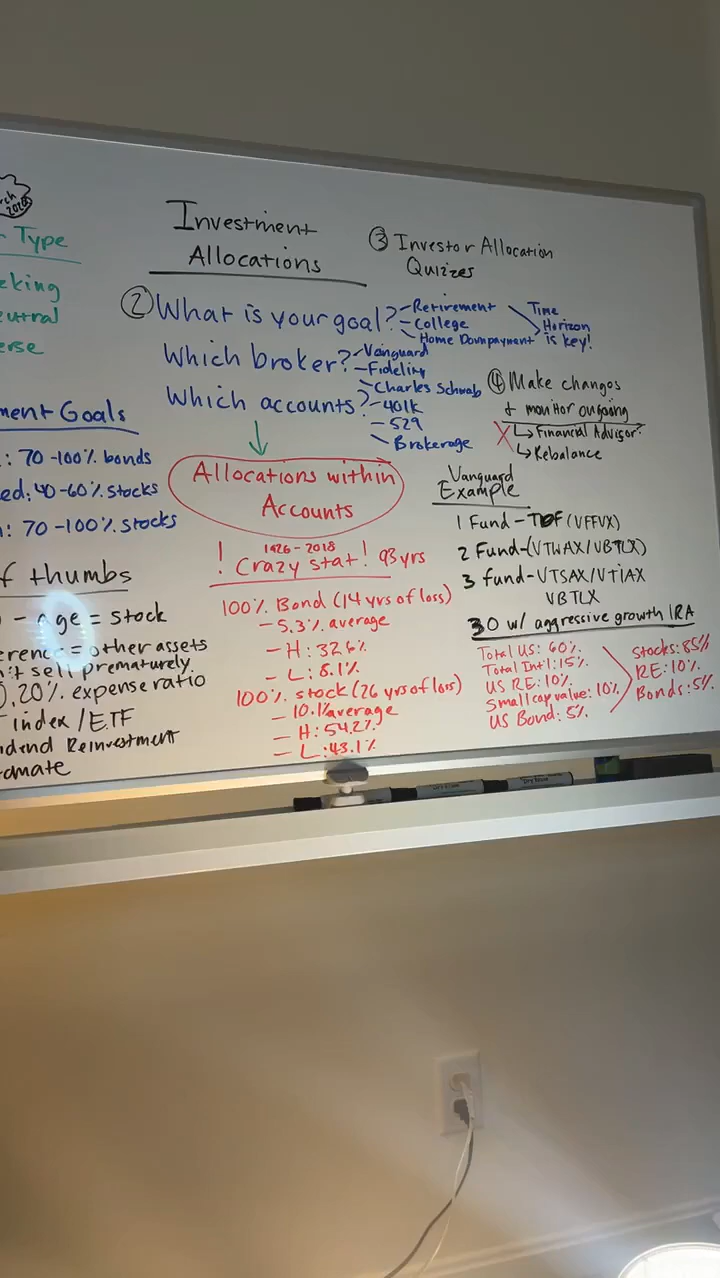 2020
Type
eking
eutral
erse
ment Goals
: 70-100% bonds
ed: 40-60% stocks
: 70-100% stocks
f thumbs
- age = stock
erence = other assets
't sell prematurely
0.20% expense ratio
index/ETF
idend Reinvestment
omate
Investment
Allocations
② What is your goal?
- Retirement
- College
- Home Downpayment
Time
Horizon
is key!
Which broker?
- Vanguard
- Fidelity
- Charles Schwab
Which accounts?
- 401k
- 529
- Brokerage
Allocations within
Accounts
1926-2018
! Crazy stat! 93 yrs
100% Bond (14 yrs of loss)
- 5.3% average
- H: 32.6%
- L: 8.1%
100% stock (26 yrs of loss)
- 10.1% average
- H: 54.2%
- L: 43.1%
③ Investor Allocation
Quizes
④ Make changes
+ monitor ongoing
X ↳ Financial Advisor?
↳ Rebalance
Vanguard
Example
1 Fund - TDF (VFFVX)
2 Fund - (VTWAX/VBTLX)
3 fund - VTSAX/VTIAX
VBTLX
30 w/ aggressive growth IRA
Total US: 60%
Total Int'l: 15%
US RE: 10%
Small cap value: 10%
US Bond: 5%
Stocks: 85%
RE: 10%
Bonds: 5%